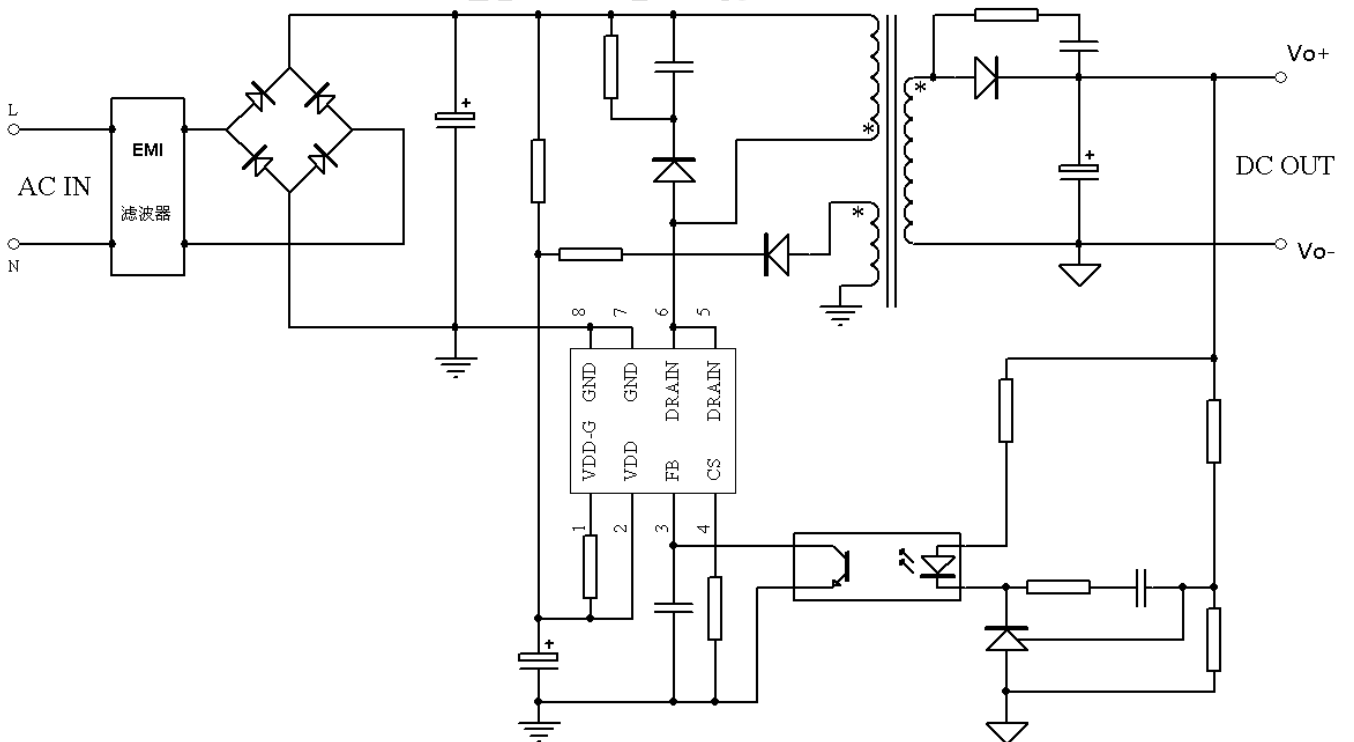 L
AC IN
N
EMI
滤波器
+
+
*
*
*
Vo+
DC OUT
Vo-
8 7 6 5
GND GND DRAIN DRAIN
VDD-G VDD FB CS
1 2 3 4
+